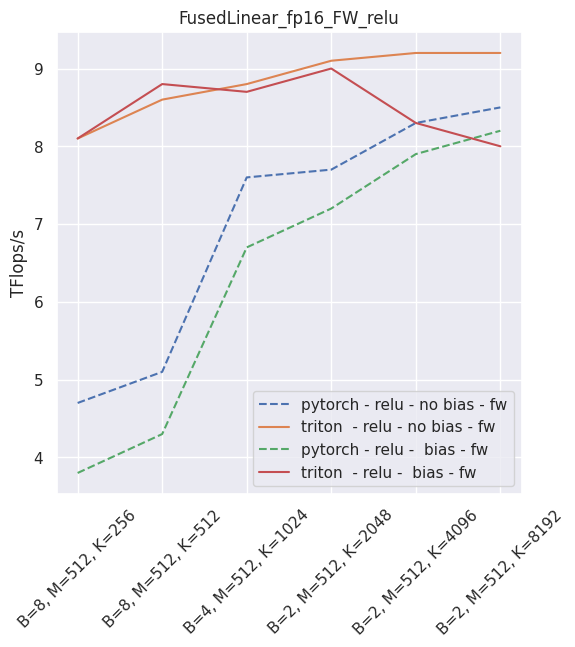 FusedLinear_fp16_FW_relu
TFlops/s
9
8
7
6
5
4
pytorch - relu - no bias - fw
triton  - relu - no bias - fw
pytorch - relu -  bias - fw
triton  - relu -  bias - fw
B=8, M=512, K=256
B=8, M=512, K=512
B=4, M=512, K=1024
B=2, M=512, K=2048
B=2, M=512, K=4096
B=2, M=512, K=8192